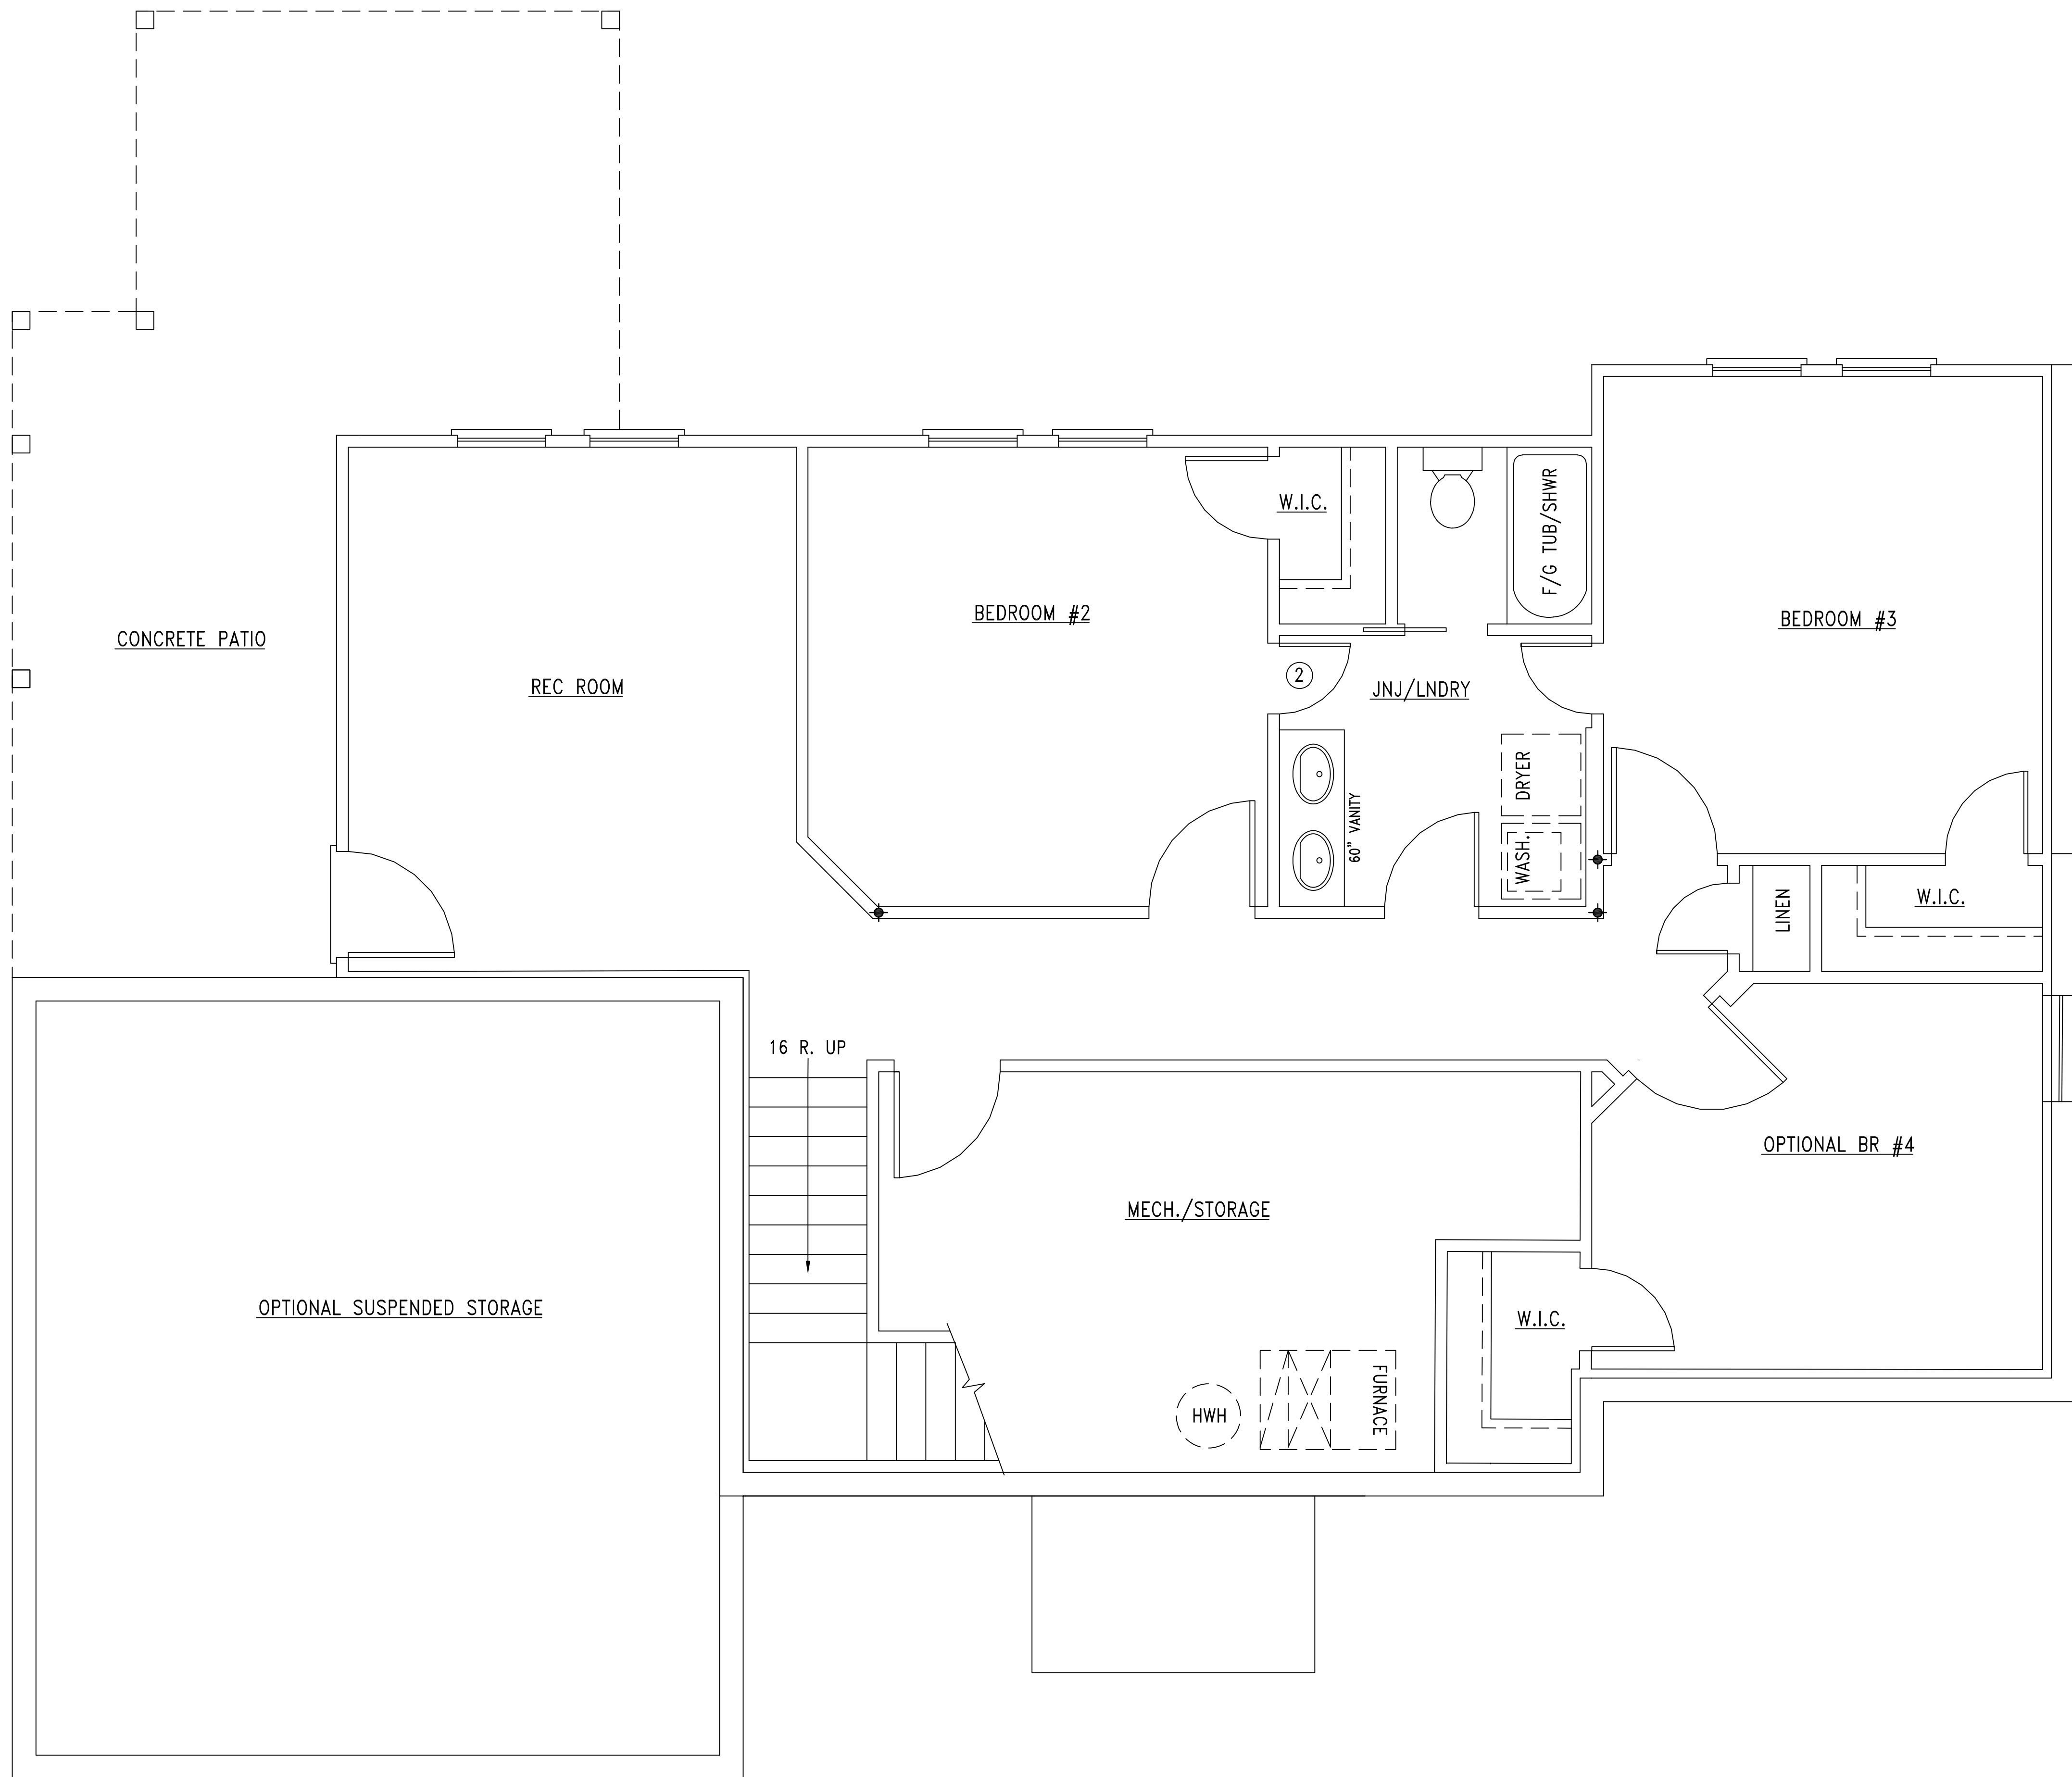 W.I.C.
F/G TUB/SHWR
BEDROOM #2
BEDROOM #3
CONCRETE PATIO
REC ROOM
2
JNJ/LNDRY
DRYER
60" VANITY
WASH.
LINEN
W.I.C.
16 R. UP
OPTIONAL BR #4
MECH./STORAGE
OPTIONAL SUSPENDED STORAGE
W.I.C.
FURNACE
HWH